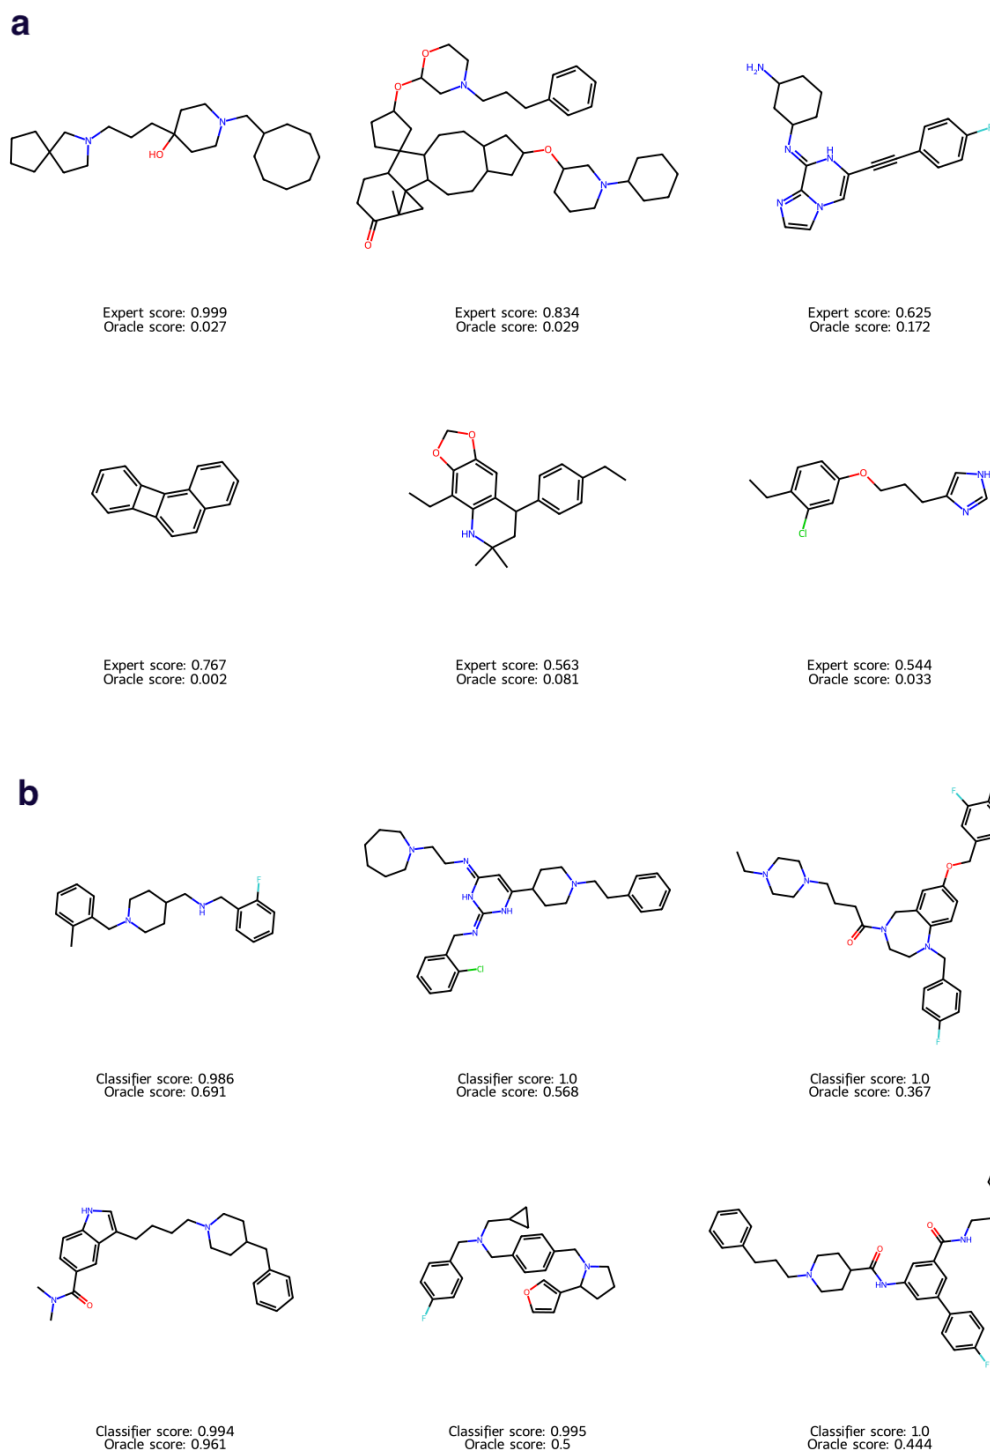 a
O
O
N
N
HO
N
O
N
O
H₂N
N
H
N
N
N
I
Expert score: 0.999
Oracle score: 0.027
Expert score: 0.834
Oracle score: 0.029
Expert score: 0.625
Oracle score: 0.172
O
O
HN
O
Cl
NH
N
Expert score: 0.767
Oracle score: 0.002
Expert score: 0.563
Oracle score: 0.081
Expert score: 0.544
Oracle score: 0.033
b
N
NH
F
N
N
HN
NH
N
N
Cl
F
O
N
N
O
N
N
F
Classifier score: 0.986
Oracle score: 0.691
Classifier score: 1.0
Oracle score: 0.568
Classifier score: 1.0
Oracle score: 0.367
HN
N
N
O
N
F
N
O
O
NH
O
N
HN
F
Classifier score: 0.994
Oracle score: 0.961
Classifier score: 0.995
Oracle score: 0.5
Classifier score: 1.0
Oracle score: 0.444